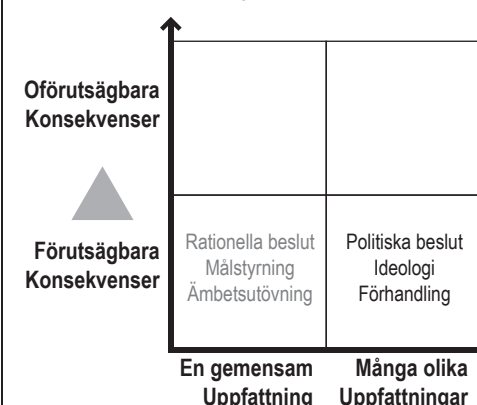 Oförutsägbara
Konsekvenser
Förutsägbara
Konsekvenser
Rationella beslut
Målstyrning
Ämbetsutövning
Politiska beslut
Ideologi
Förhandling
En gemensam
Uppfattning
Många olika
Uppfattningar